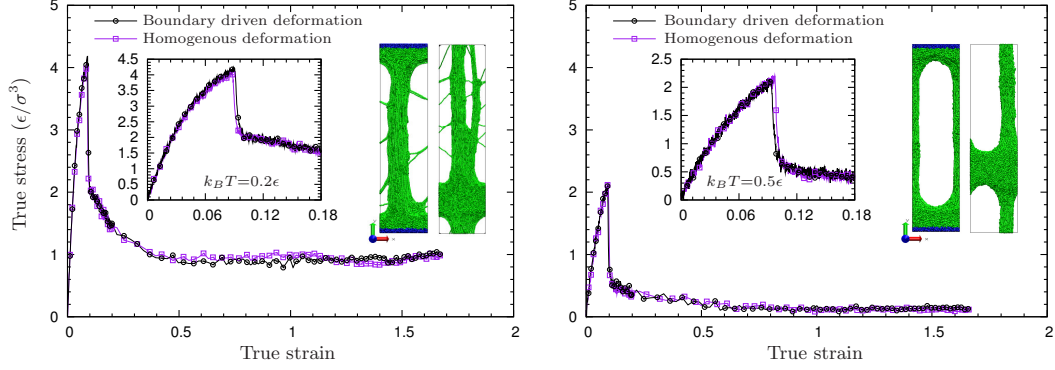 Boundary driven deformation
Homogenous deformation
True stress (ϵ/σ³)
5
4
3
2
1
0
0 0.5 1 1.5 2
True strain
4.5
4
3.5
3
2.5
2
1.5
1
0.5
0
0 0.06 0.12 0.18
k_BT=0.2ϵ
Y
X
Boundary driven deformation
Homogenous deformation
5
4
3
2
1
0
0 0.5 1 1.5 2
True strain
2.5
2
1.5
1
0.5
0
0 0.06 0.12 0.18
k_BT=0.5ϵ
Y
X